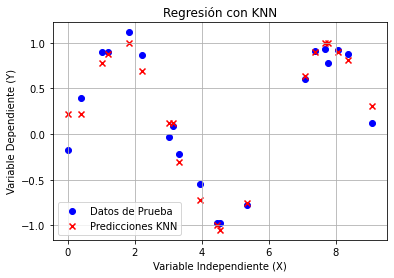 Regresión con KNN
Variable Dependiente (Y)
1.0
0.5
0.0
−0.5
−1.0
Datos de Prueba
Predicciones KNN
0 2 4 6 8
Variable Independiente (X)